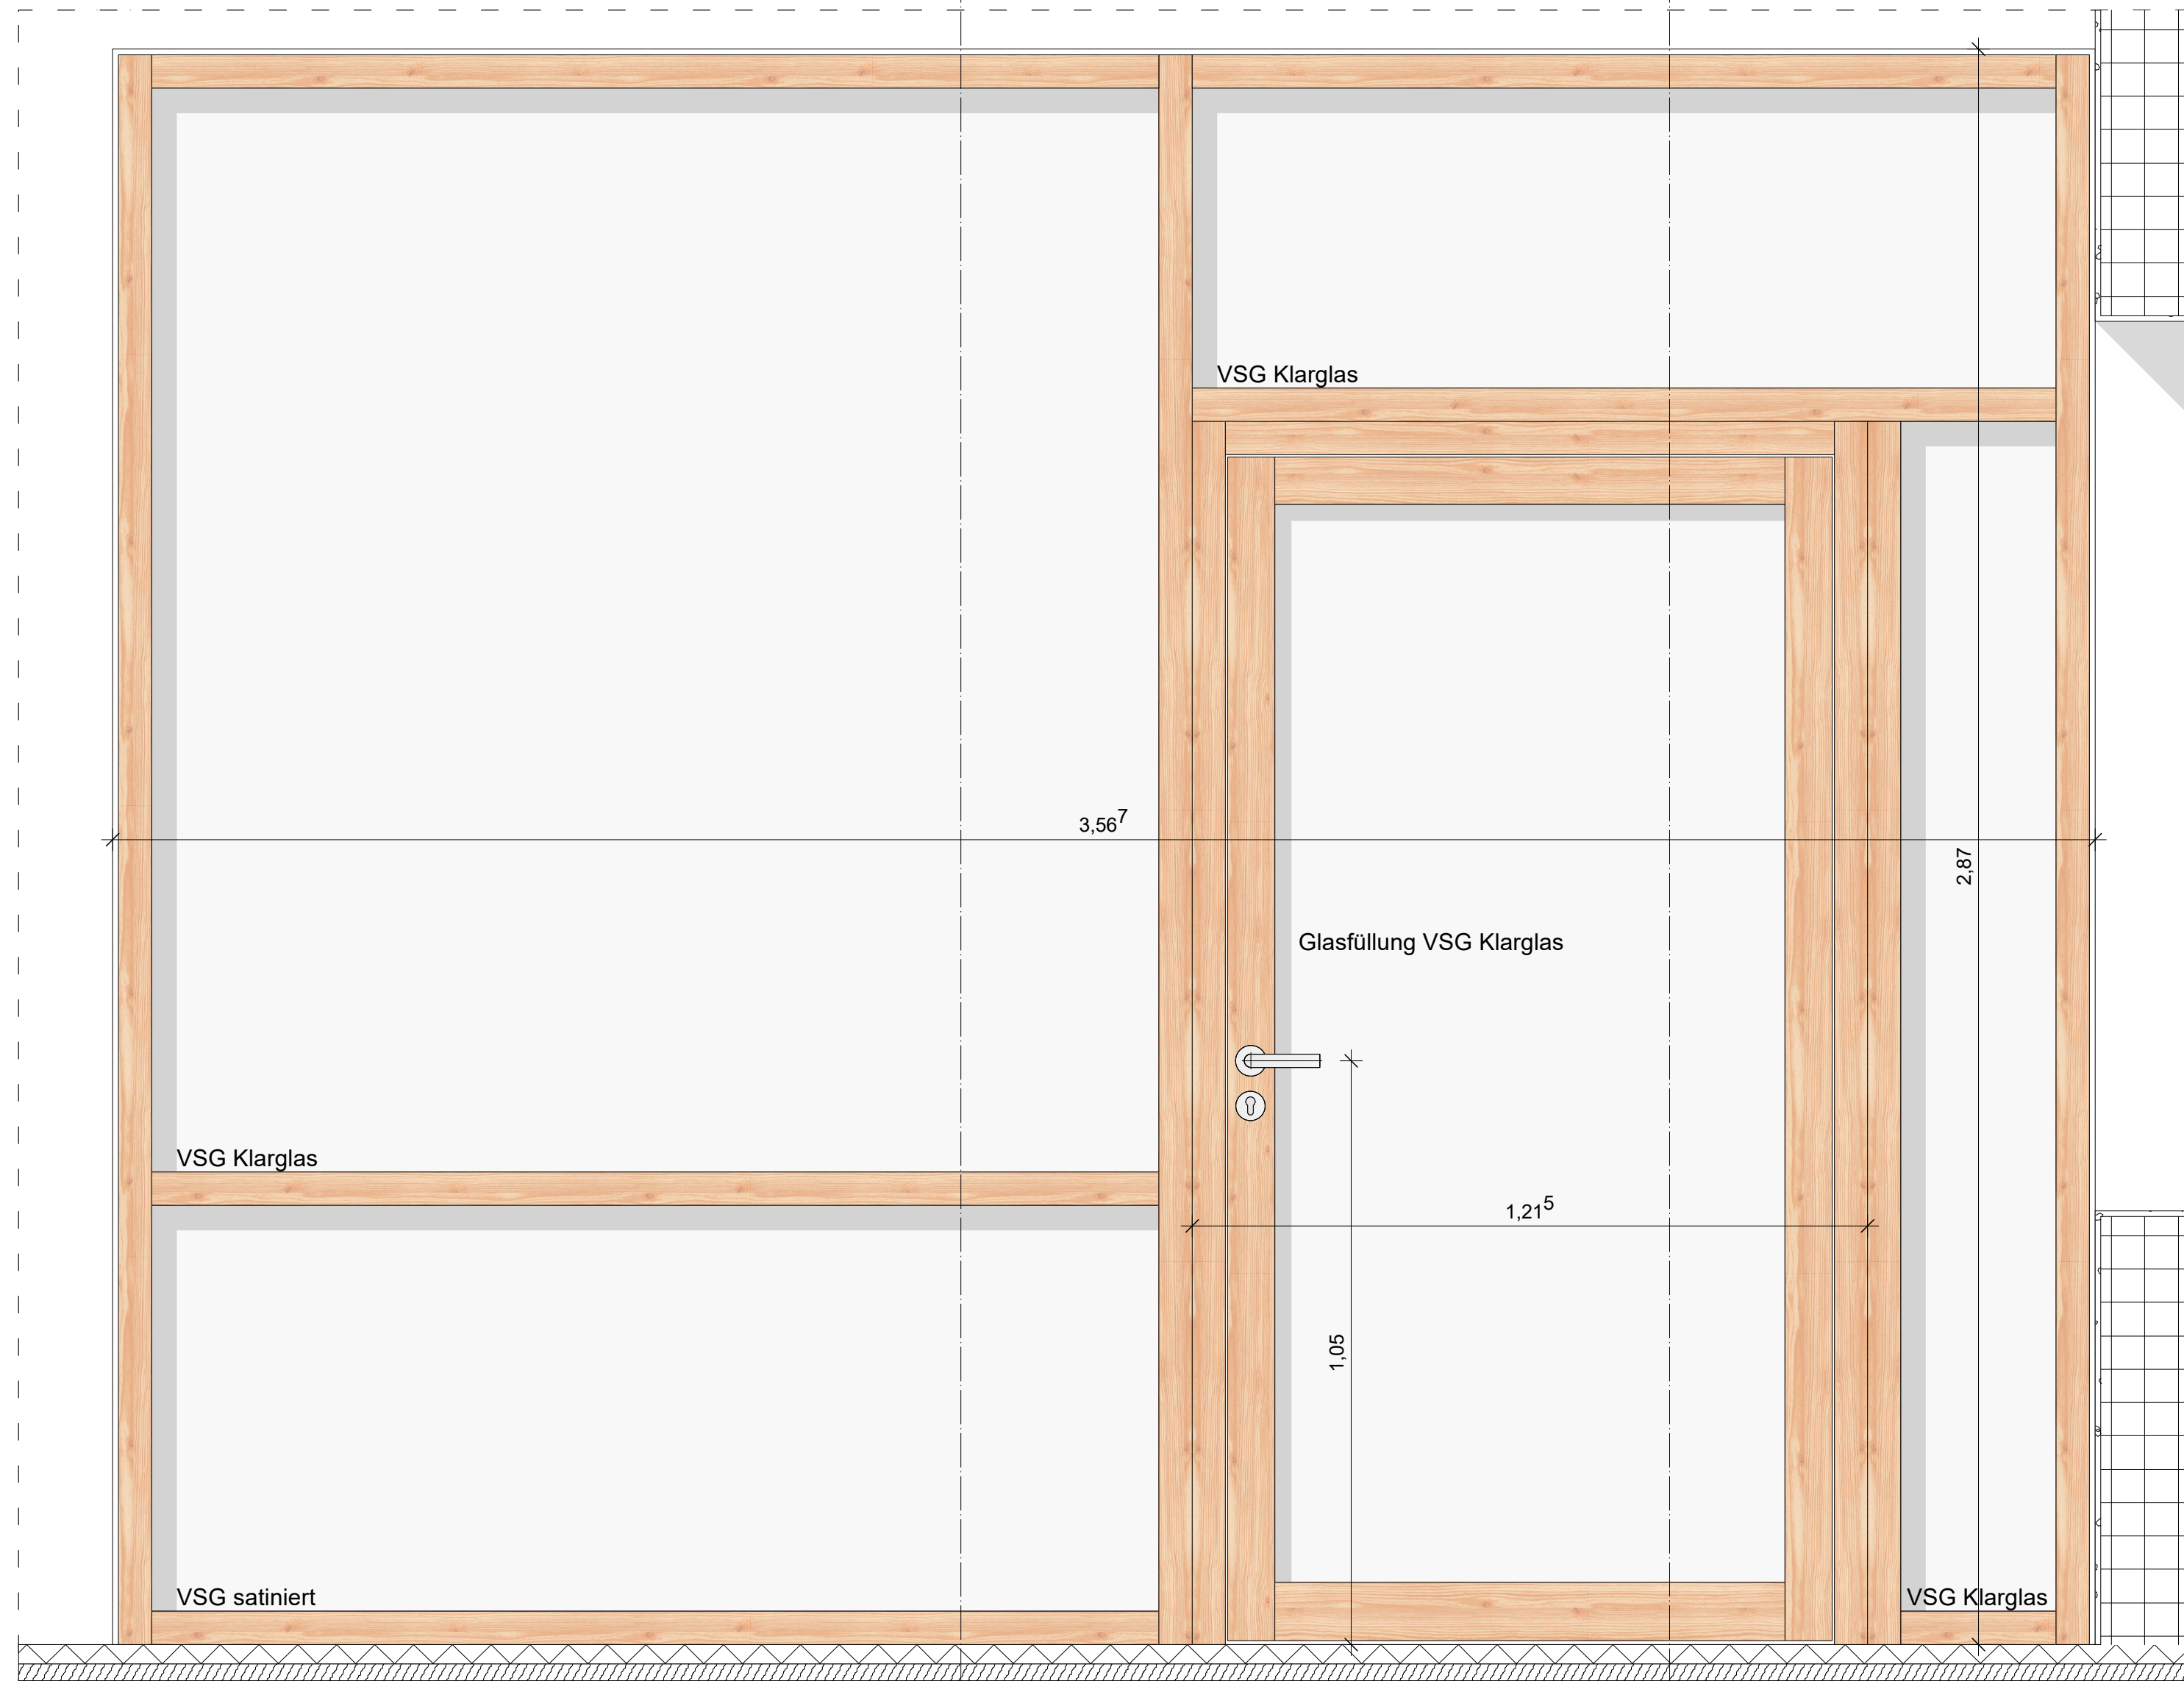 VSG Klarglas
3,56⁷
2,87
Glasfüllung VSG Klarglas
VSG Klarglas
1,21⁵
1,05
VSG satiniert
VSG Klarglas